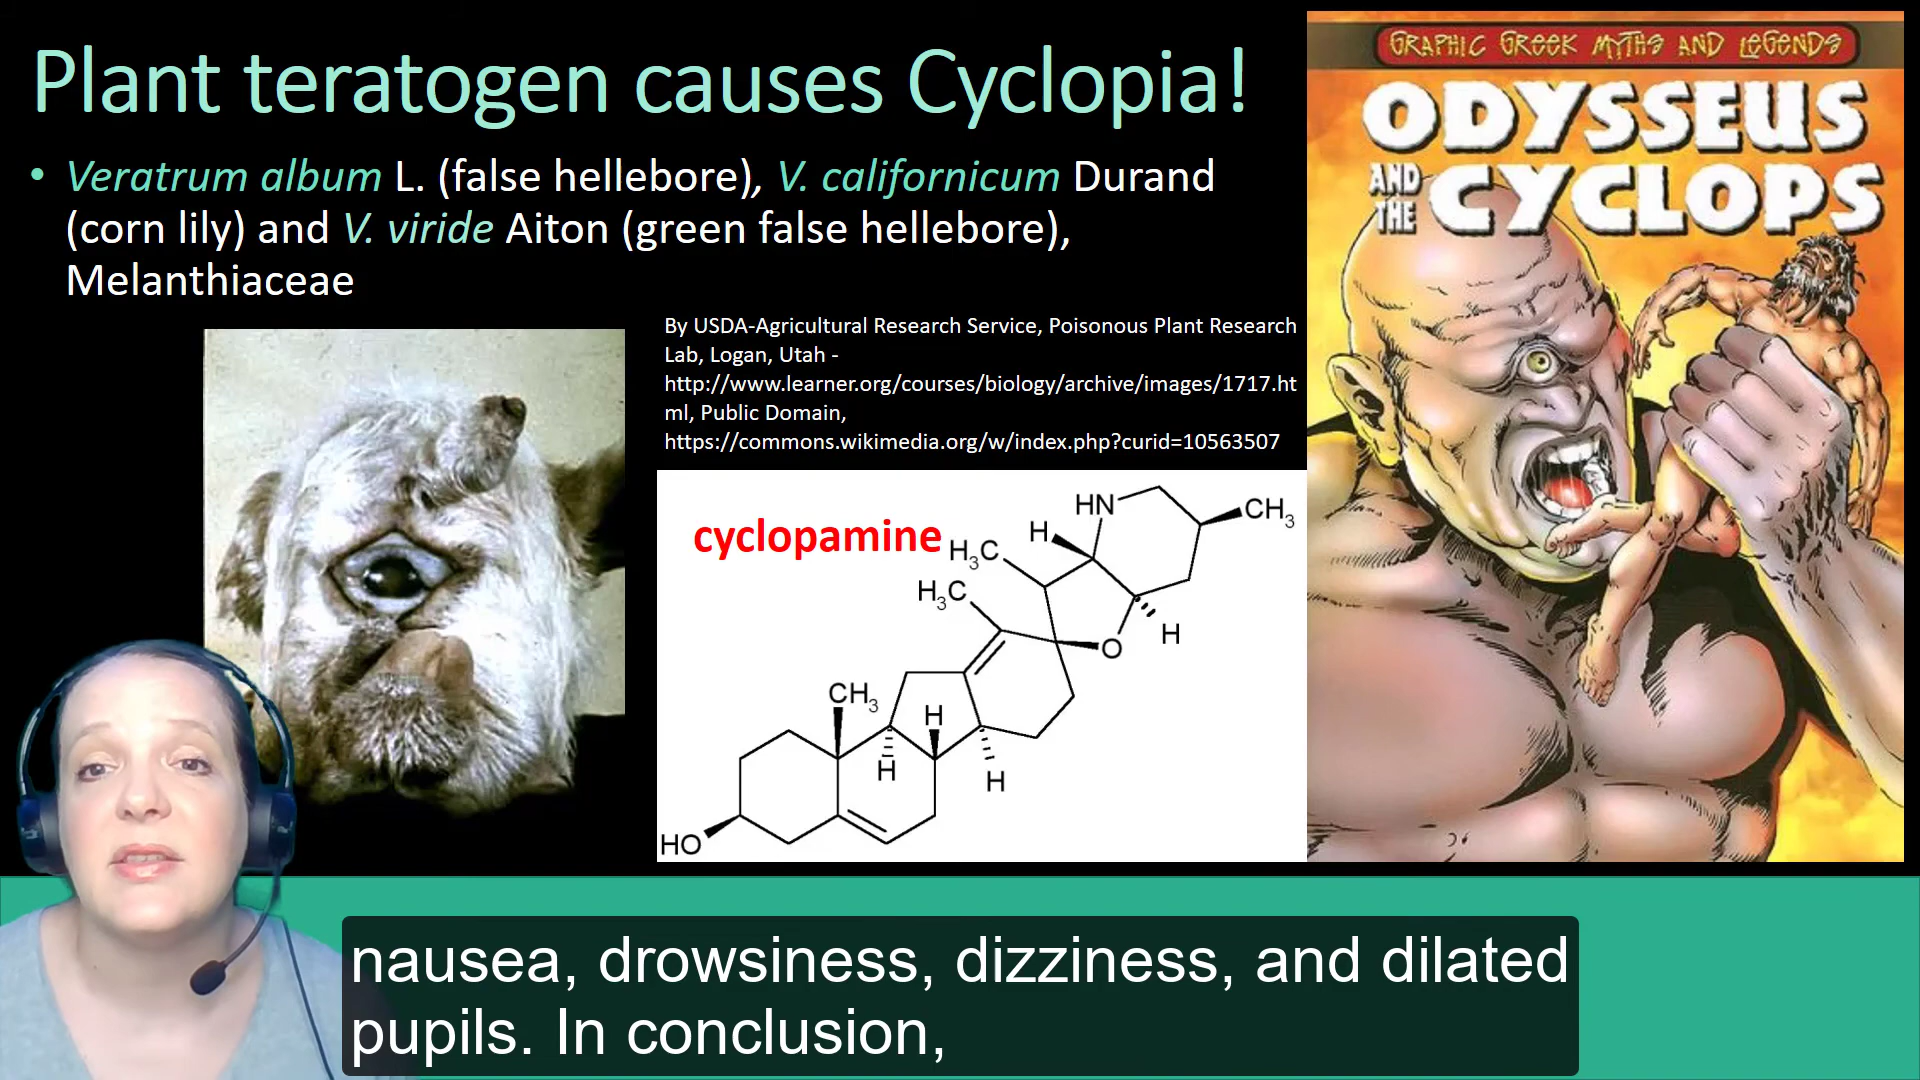 Plant teratogen causes Cyclopia!
• Veratrum album L. (false hellebore), V. californicum Durand
(corn lily) and V. viride Aiton (green false hellebore),
Melanthiaceae
By USDA-Agricultural Research Service, Poisonous Plant Research
Lab, Logan, Utah -
http://www.learner.org/courses/biology/archive/images/1717.ht
ml, Public Domain,
https://commons.wikimedia.org/w/index.php?curid=10563507
cyclopamine
HN
CH3
H
H3C
H3C
H
O
CH3
H
H
H
HO
GRAPHIC GREEK MYTHS AND LEGENDS
ODYSSEUS
AND THE CYCLOPS
nausea, drowsiness, dizziness, and dilated
pupils. In conclusion,